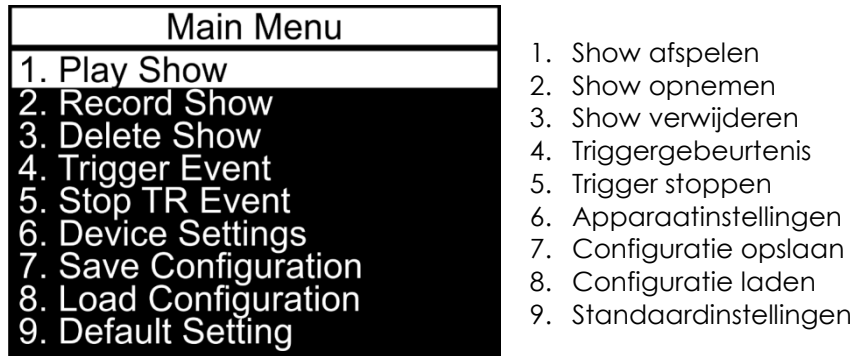 Main Menu
1. Play Show
2. Record Show
3. Delete Show
4. Trigger Event
5. Stop TR Event
6. Device Settings
7. Save Configuration
8. Load Configuration
9. Default Setting
1. Show afspelen
2. Show opnemen
3. Show verwijderen
4. Triggergebeurtenis
5. Trigger stoppen
6. Apparaatinstellingen
7. Configuratie opslaan
8. Configuratie laden
9. Standaardinstellingen